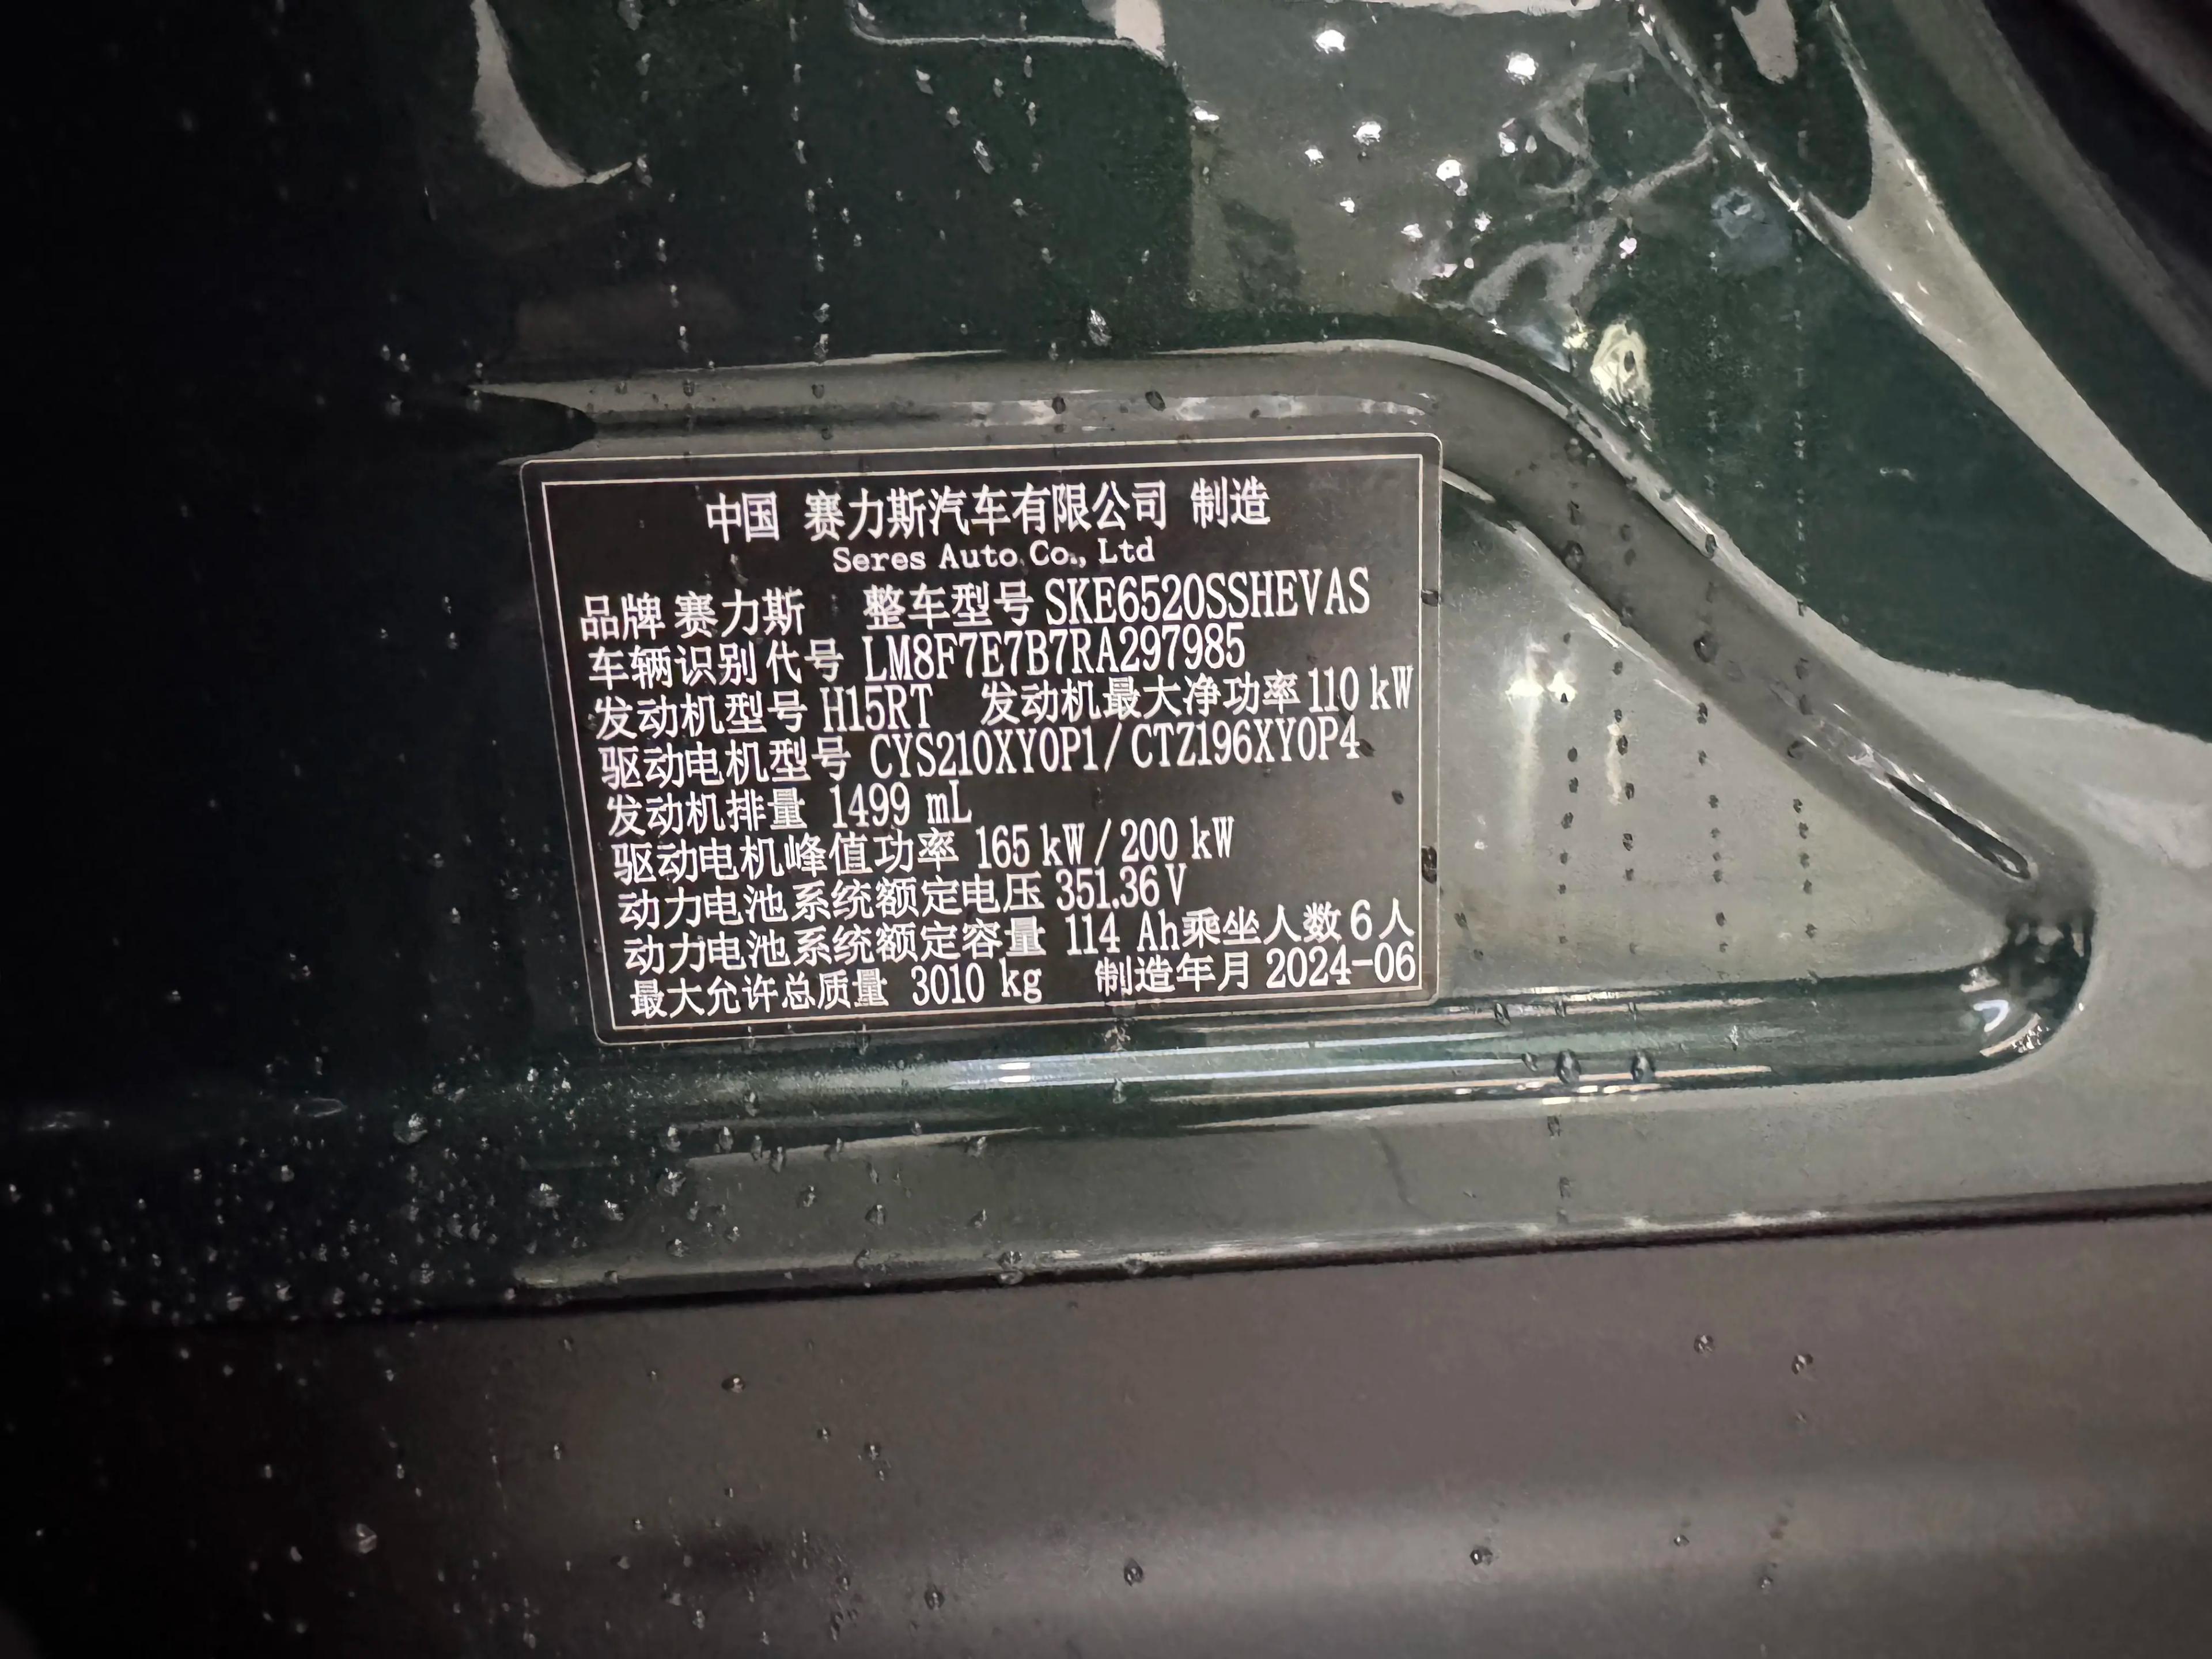 中国 赛力斯汽车有限公司 制造
Seres Auto Co., Ltd
品牌 赛力斯 整车型号 SKE6520SSHEVAS
车辆识别代号 LM8F7E7B7RA297985
发动机型号 H15RT 发动机最大净功率 110 kW
驱动电机型号 CYS210XY0P1/CTZ196XY0P4
发动机排量 1499 mL
驱动电机峰值功率 165 kW/200 kW
动力电池系统额定电压 351.36 V
动力电池系统额定容量 114 Ah 乘坐人数 6 人
最大允许总质量 3010 kg 制造年月 2024-06